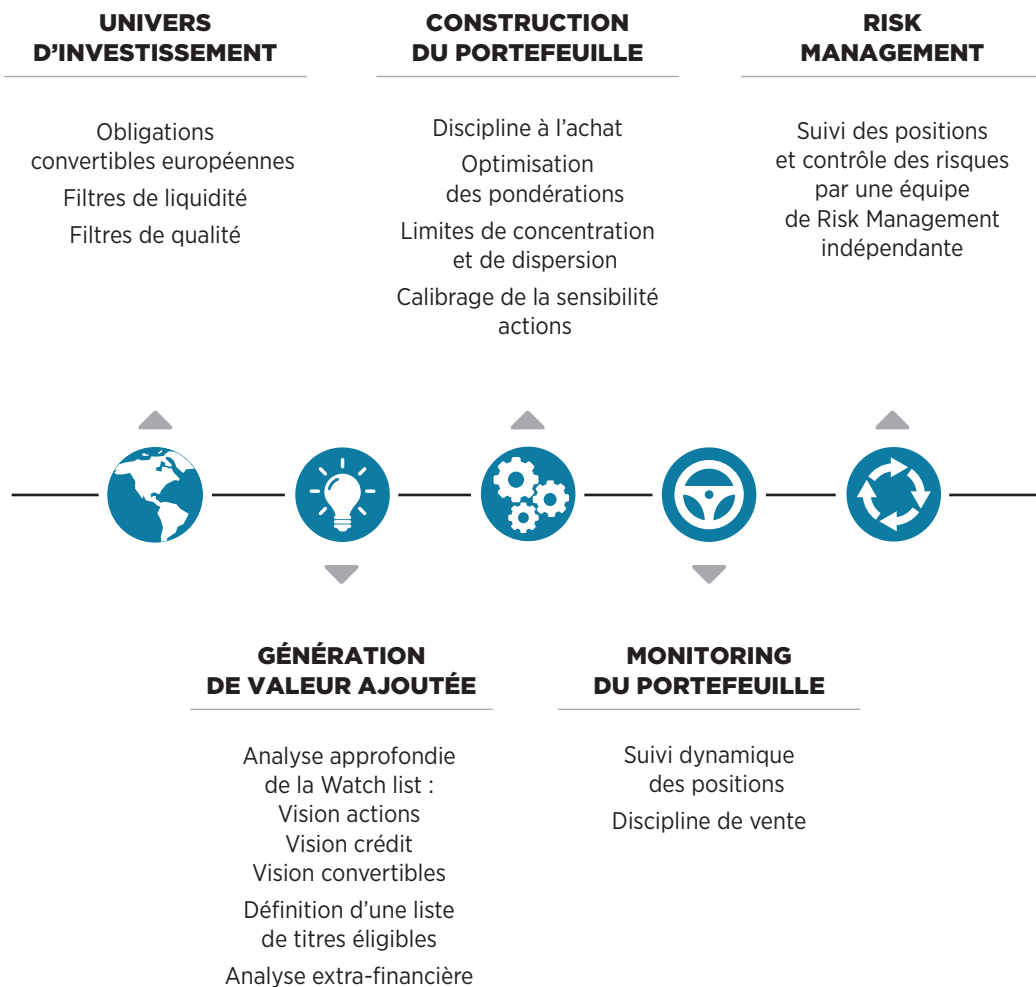 UNIVERS
D’INVESTISSEMENT
Obligations
convertibles européennes
Filtres de liquidité
Filtres de qualité
CONSTRUCTION
DU PORTEFEUILLE
Discipline à l’achat
Optimisation
des pondérations
Limites de concentration
et de dispersion
Calibrage de la sensibilité
actions
RISK
MANAGEMENT
Suivi des positions
et contrôle des risques
par une équipe
de Risk Management
indépendante
GÉNÉRATION
DE VALEUR AJOUTÉE
Analyse approfondie
de la Watch list :
Vision actions
Vision crédit
Vision convertibles
Définition d’une liste
de titres éligibles
Analyse extra-financière
MONITORING
DU PORTEFEUILLE
Suivi dynamique
des positions
Discipline de vente